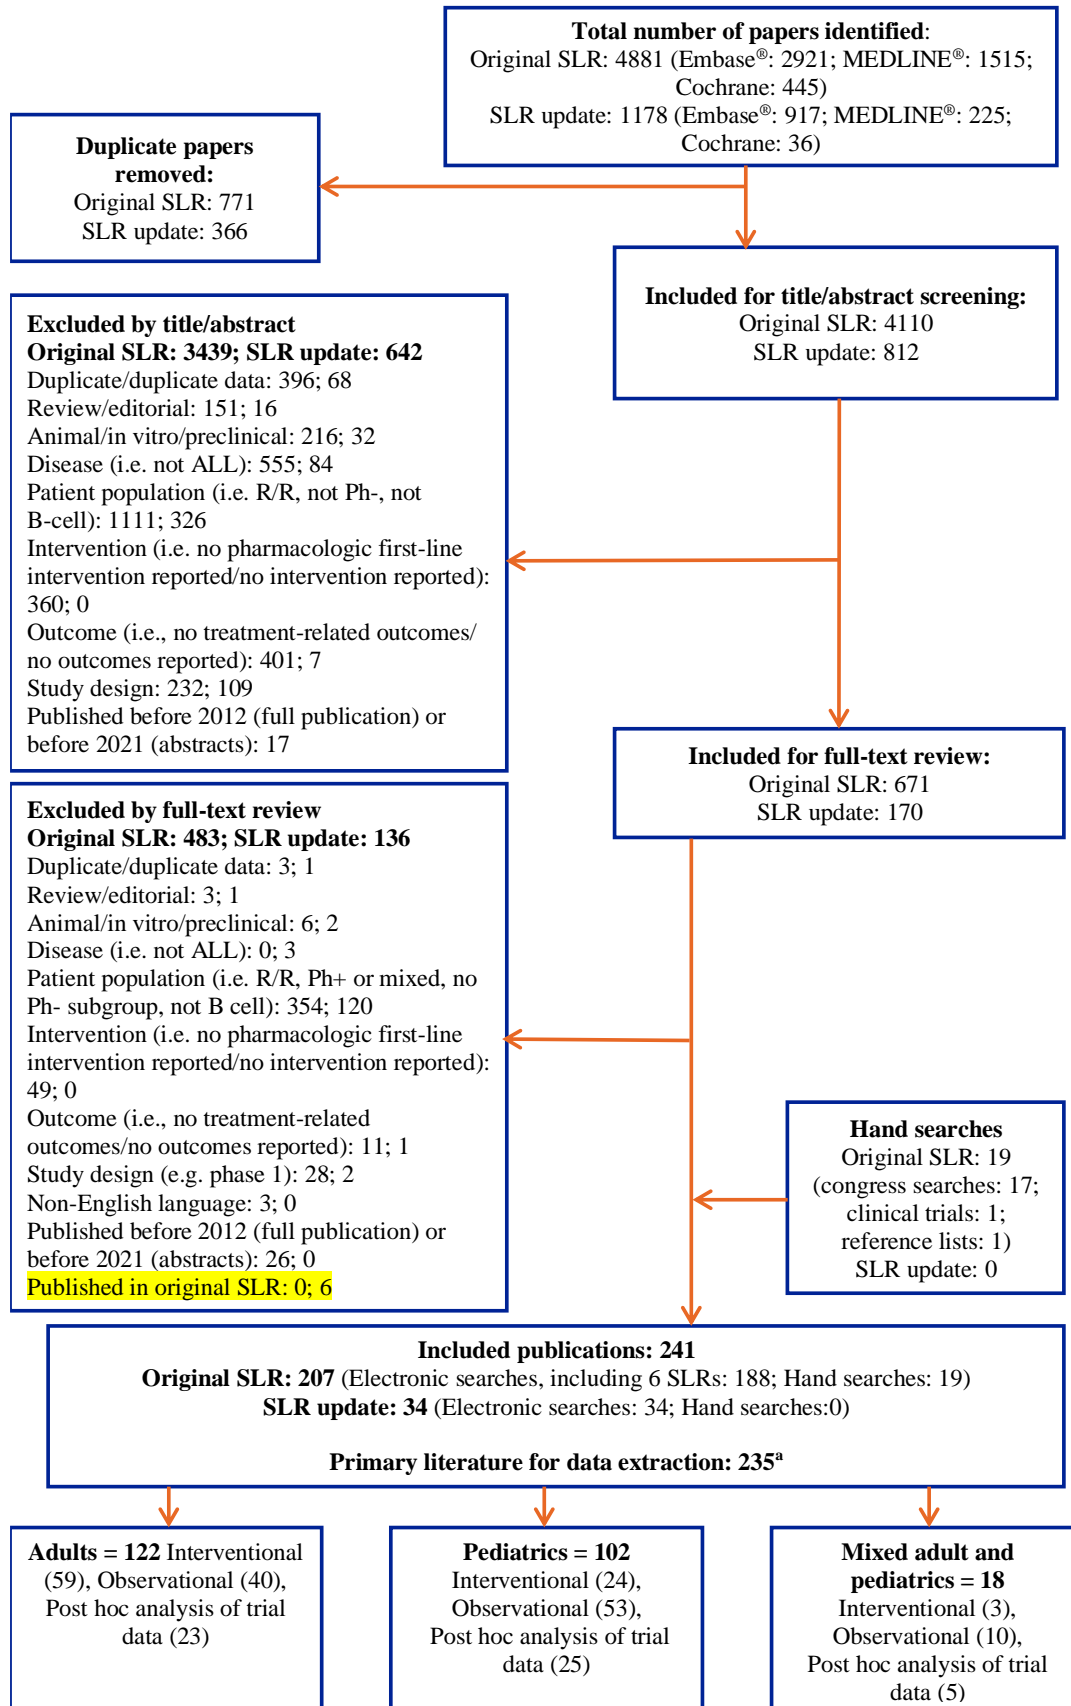 Total number of papers identified:
Original SLR: 4881 (Embase®: 2921; MEDLINE®: 1515;
Cochrane: 445)
SLR update: 1178 (Embase®: 917; MEDLINE®: 225;
Cochrane: 36)
Duplicate papers
removed:
Original SLR: 771
SLR update: 366
Included for title/abstract screening:
Original SLR: 4110
SLR update: 812
Excluded by title/abstract
Original SLR: 3439; SLR update: 642
Duplicate/duplicate data: 396; 68
Review/editorial: 151; 16
Animal/in vitro/preclinical: 216; 32
Disease (i.e. not ALL): 555; 84
Patient population (i.e. R/R, not Ph-, not
B-cell): 1111; 326
Intervention (i.e. no pharmacologic first-line
intervention reported/no intervention reported):
360; 0
Outcome (i.e., no treatment-related outcomes/
no outcomes reported): 401; 7
Study design: 232; 109
Published before 2012 (full publication) or
before 2021 (abstracts): 17
Included for full-text review:
Original SLR: 671
SLR update: 170
Excluded by full-text review
Original SLR: 483; SLR update: 136
Duplicate/duplicate data: 3; 1
Review/editorial: 3; 1
Animal/in vitro/preclinical: 6; 2
Disease (i.e. not ALL): 0; 3
Patient population (i.e. R/R, Ph+ or mixed, no
Ph- subgroup, not B cell): 354; 120
Intervention (i.e. no pharmacologic first-line
intervention reported/no intervention reported):
49; 0
Outcome (i.e., no treatment-related
outcomes/no outcomes reported): 11; 1
Study design (e.g. phase 1): 28; 2
Non-English language: 3; 0
Published before 2012 (full publication) or
before 2021 (abstracts): 26; 0
Published in original SLR: 0; 6
Hand searches
Original SLR: 19
(congress searches: 17;
clinical trials: 1;
reference lists: 1)
SLR update: 0
Included publications: 241
Original SLR: 207 (Electronic searches, including 6 SLRs: 188; Hand searches: 19)
SLR update: 34 (Electronic searches: 34; Hand searches:0)
Primary literature for data extraction: 235ª
Adults = 122 Interventional
(59), Observational (40),
Post hoc analysis of trial
data (23)
Pediatrics = 102
Interventional (24),
Observational (53),
Post hoc analysis of trial
data (25)
Mixed adult and
pediatrics = 18
Interventional (3),
Observational (10),
Post hoc analysis of trial
data (5)